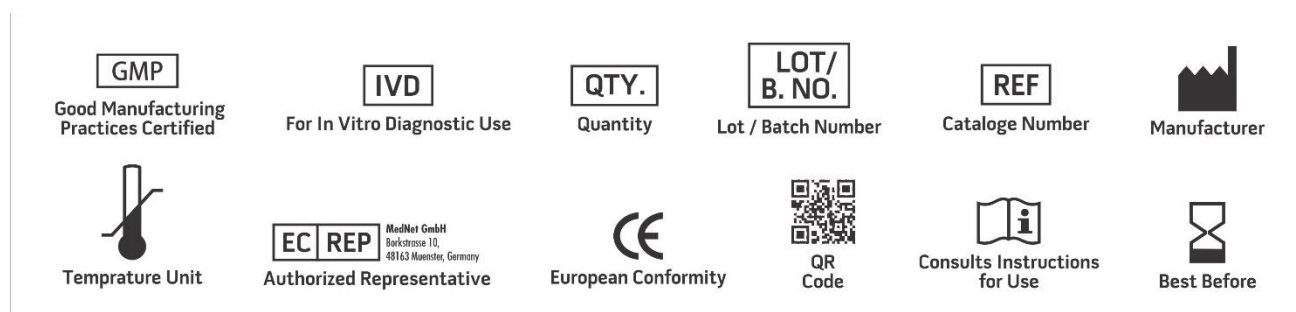 GMP
Good Manufacturing
Practices Certified
IVD
For In Vitro Diagnostic Use
QTY.
Quantity
LOT/
B. NO.
Lot / Batch Number
REF
Cataloge Number
Manufacturer
Temprature Unit
EC REP
MedNet GmbH
Borkstrasse 10,
48163 Muenster, Germany
Authorized Representative
CE
European Conformity
QR
Code
i
Consults Instructions
for Use
Best Before